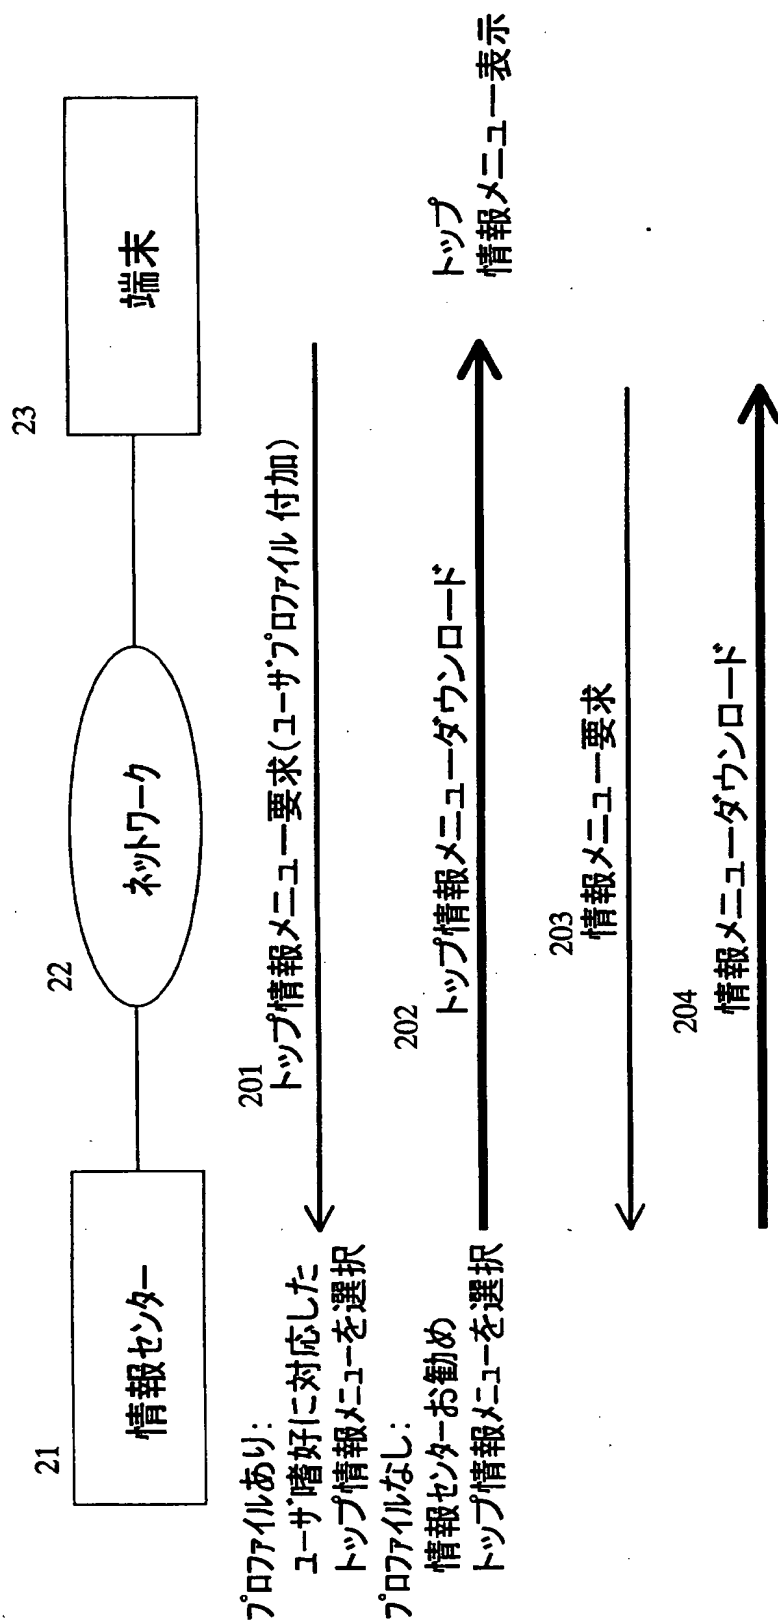 21
情報センター
22
ネットワーク
23
端末
201
トップ情報メニュー要求(ユーザプロファイル付加)
プロファイルあり:
ユーザ嗜好に対応した
トップ情報メニューを選択
プロファイルなし:
情報センターお勧め
トップ情報メニューを選択
202
トップ情報メニューダウンロード
トップ
情報メニュー表示
203
情報メニュー要求
204
情報メニューダウンロード